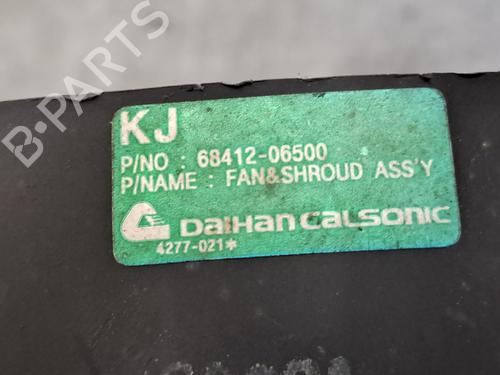 KJ
P/NO : 68412-06500
P/NAME : FAN&SHROUD ASS'Y
DAIHAN CALSONIC
4277-021*
B-PARTS